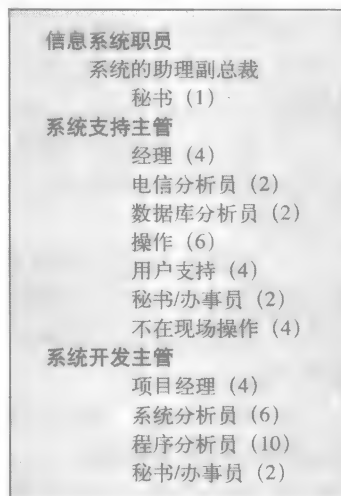 信息系统职员
系统的助理副总裁
秘书（1）
系统支持主管
经理（4）
电信分析员（2）
数据库分析员（2）
操作（6）
用户支持（4）
秘书/办事员（2）
不在现场操作（4）
系统开发主管
项目经理（4）
系统分析员（6）
程序分析员（10）
秘书/办事员（2）